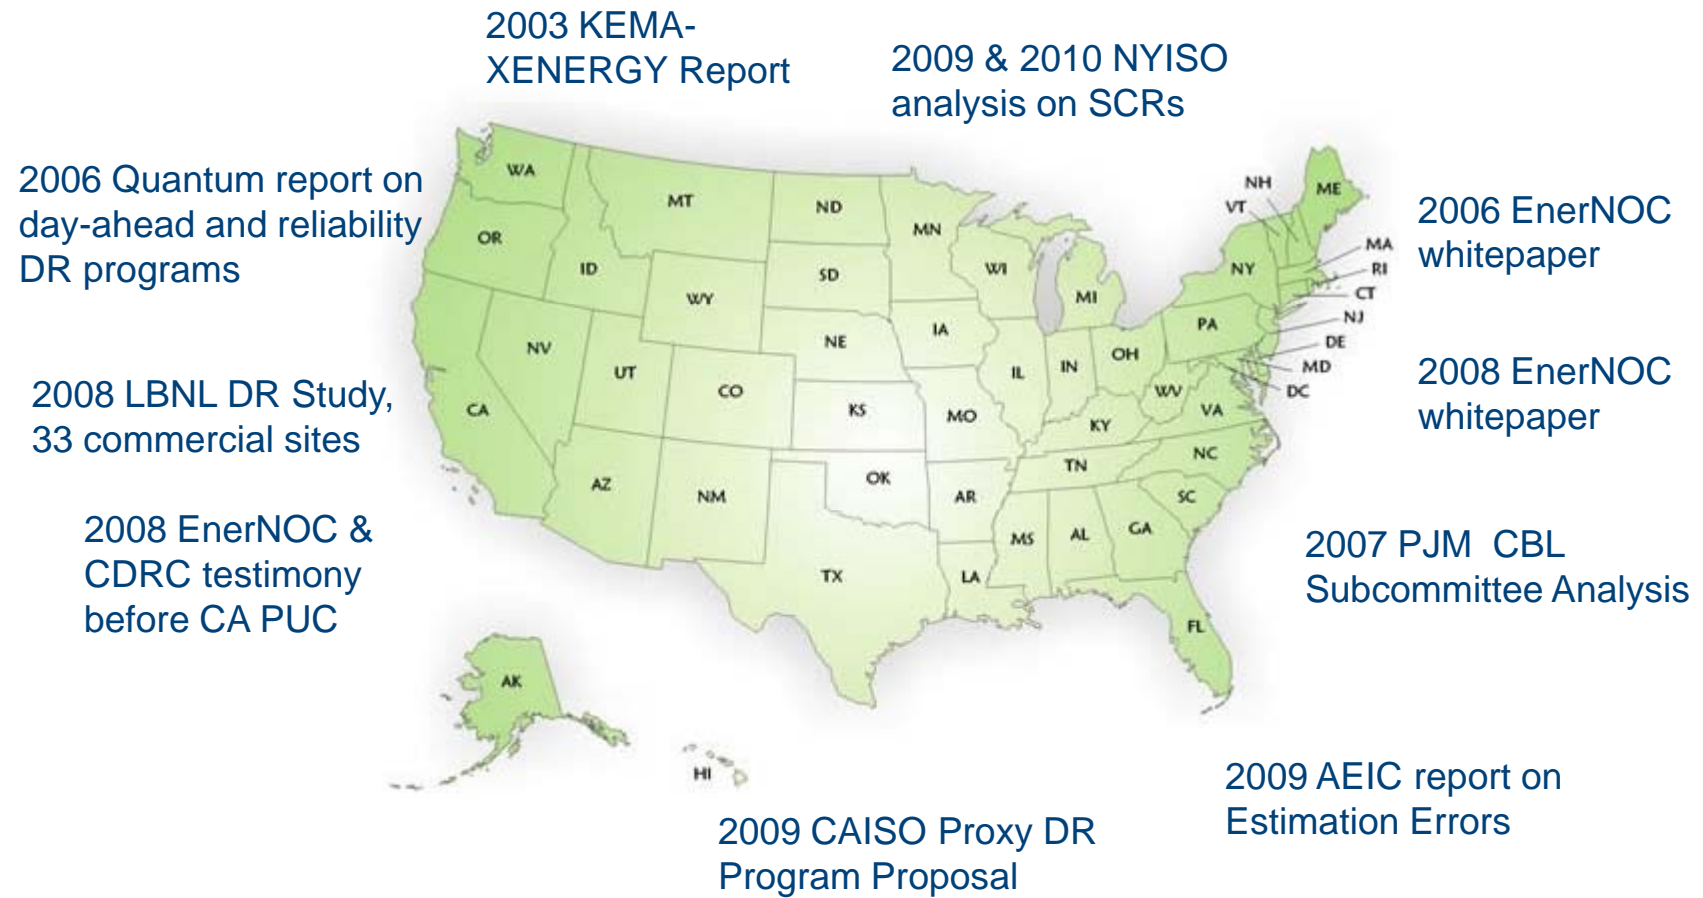 2003 KEMA-
XENERGY Report
2009 & 2010 NYISO
analysis on SCRs
2006 Quantum report on
day-ahead and reliability
DR programs
2006 EnerNOC
whitepaper
2008 LBNL DR Study,
33 commercial sites
2008 EnerNOC
whitepaper
2008 EnerNOC &
CDRC testimony
before CA PUC
2007 PJM  CBL
Subcommittee Analysis
2009 AEIC report on
Estimation Errors
2009 CAISO Proxy DR
Program Proposal
WA
MT
ND
MN
OR
ID
SD
WI
WY
MI
NH
VT
ME
MA
NY
RI
CT
NJ
PA
DE
MD
DC
NV
UT
NE
IA
CO
IL
IN
OH
WV
VA
CA
KS
MO
KY
NC
TN
AZ
NM
OK
AR
SC
MS
AL
GA
TX
LA
FL
AK
HI